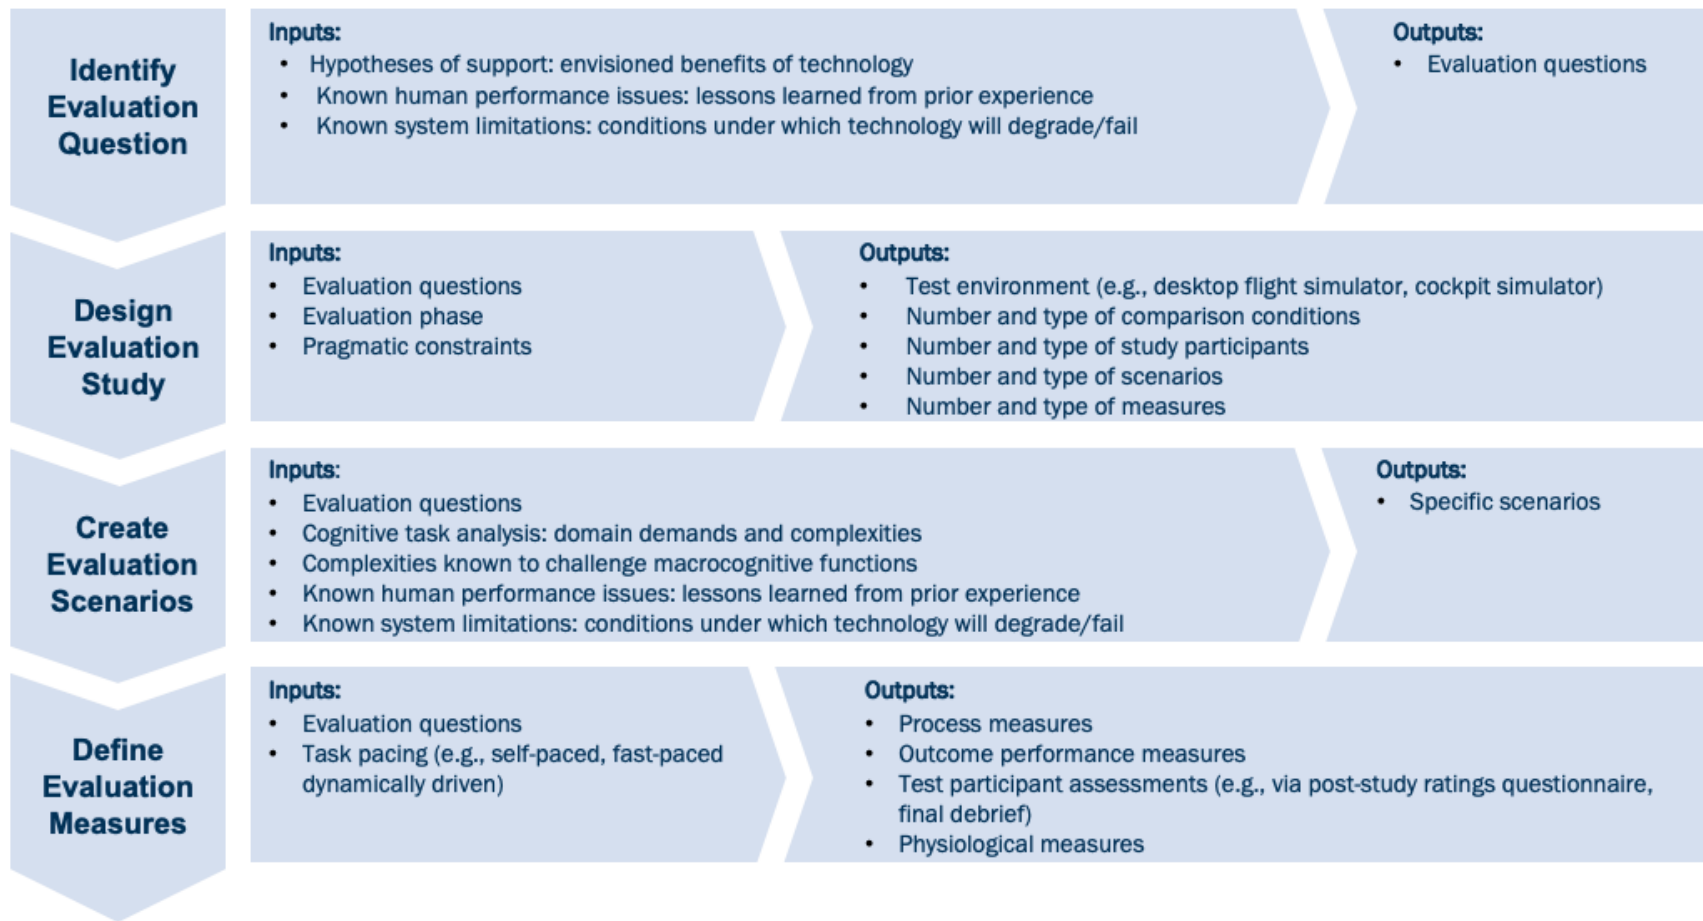 Identify
Evaluation
Question
Inputs:
• Hypotheses of support: envisioned benefits of technology
• Known human performance issues: lessons learned from prior experience
• Known system limitations: conditions under which technology will degrade/fail
Outputs:
• Evaluation questions
Design
Evaluation
Study
Inputs:
• Evaluation questions
• Evaluation phase
• Pragmatic constraints
Outputs:
• Test environment (e.g., desktop flight simulator, cockpit simulator)
• Number and type of comparison conditions
• Number and type of study participants
• Number and type of scenarios
• Number and type of measures
Create
Evaluation
Scenarios
Inputs:
• Evaluation questions
• Cognitive task analysis: domain demands and complexities
• Complexities known to challenge macrocognitive functions
• Known human performance issues: lessons learned from prior experience
• Known system limitations: conditions under which technology will degrade/fail
Outputs:
• Specific scenarios
Define
Evaluation
Measures
Inputs:
• Evaluation questions
• Task pacing (e.g., self-paced, fast-paced
dynamically driven)
Outputs:
• Process measures
• Outcome performance measures
• Test participant assessments (e.g., via post-study ratings questionnaire,
final debrief)
• Physiological measures